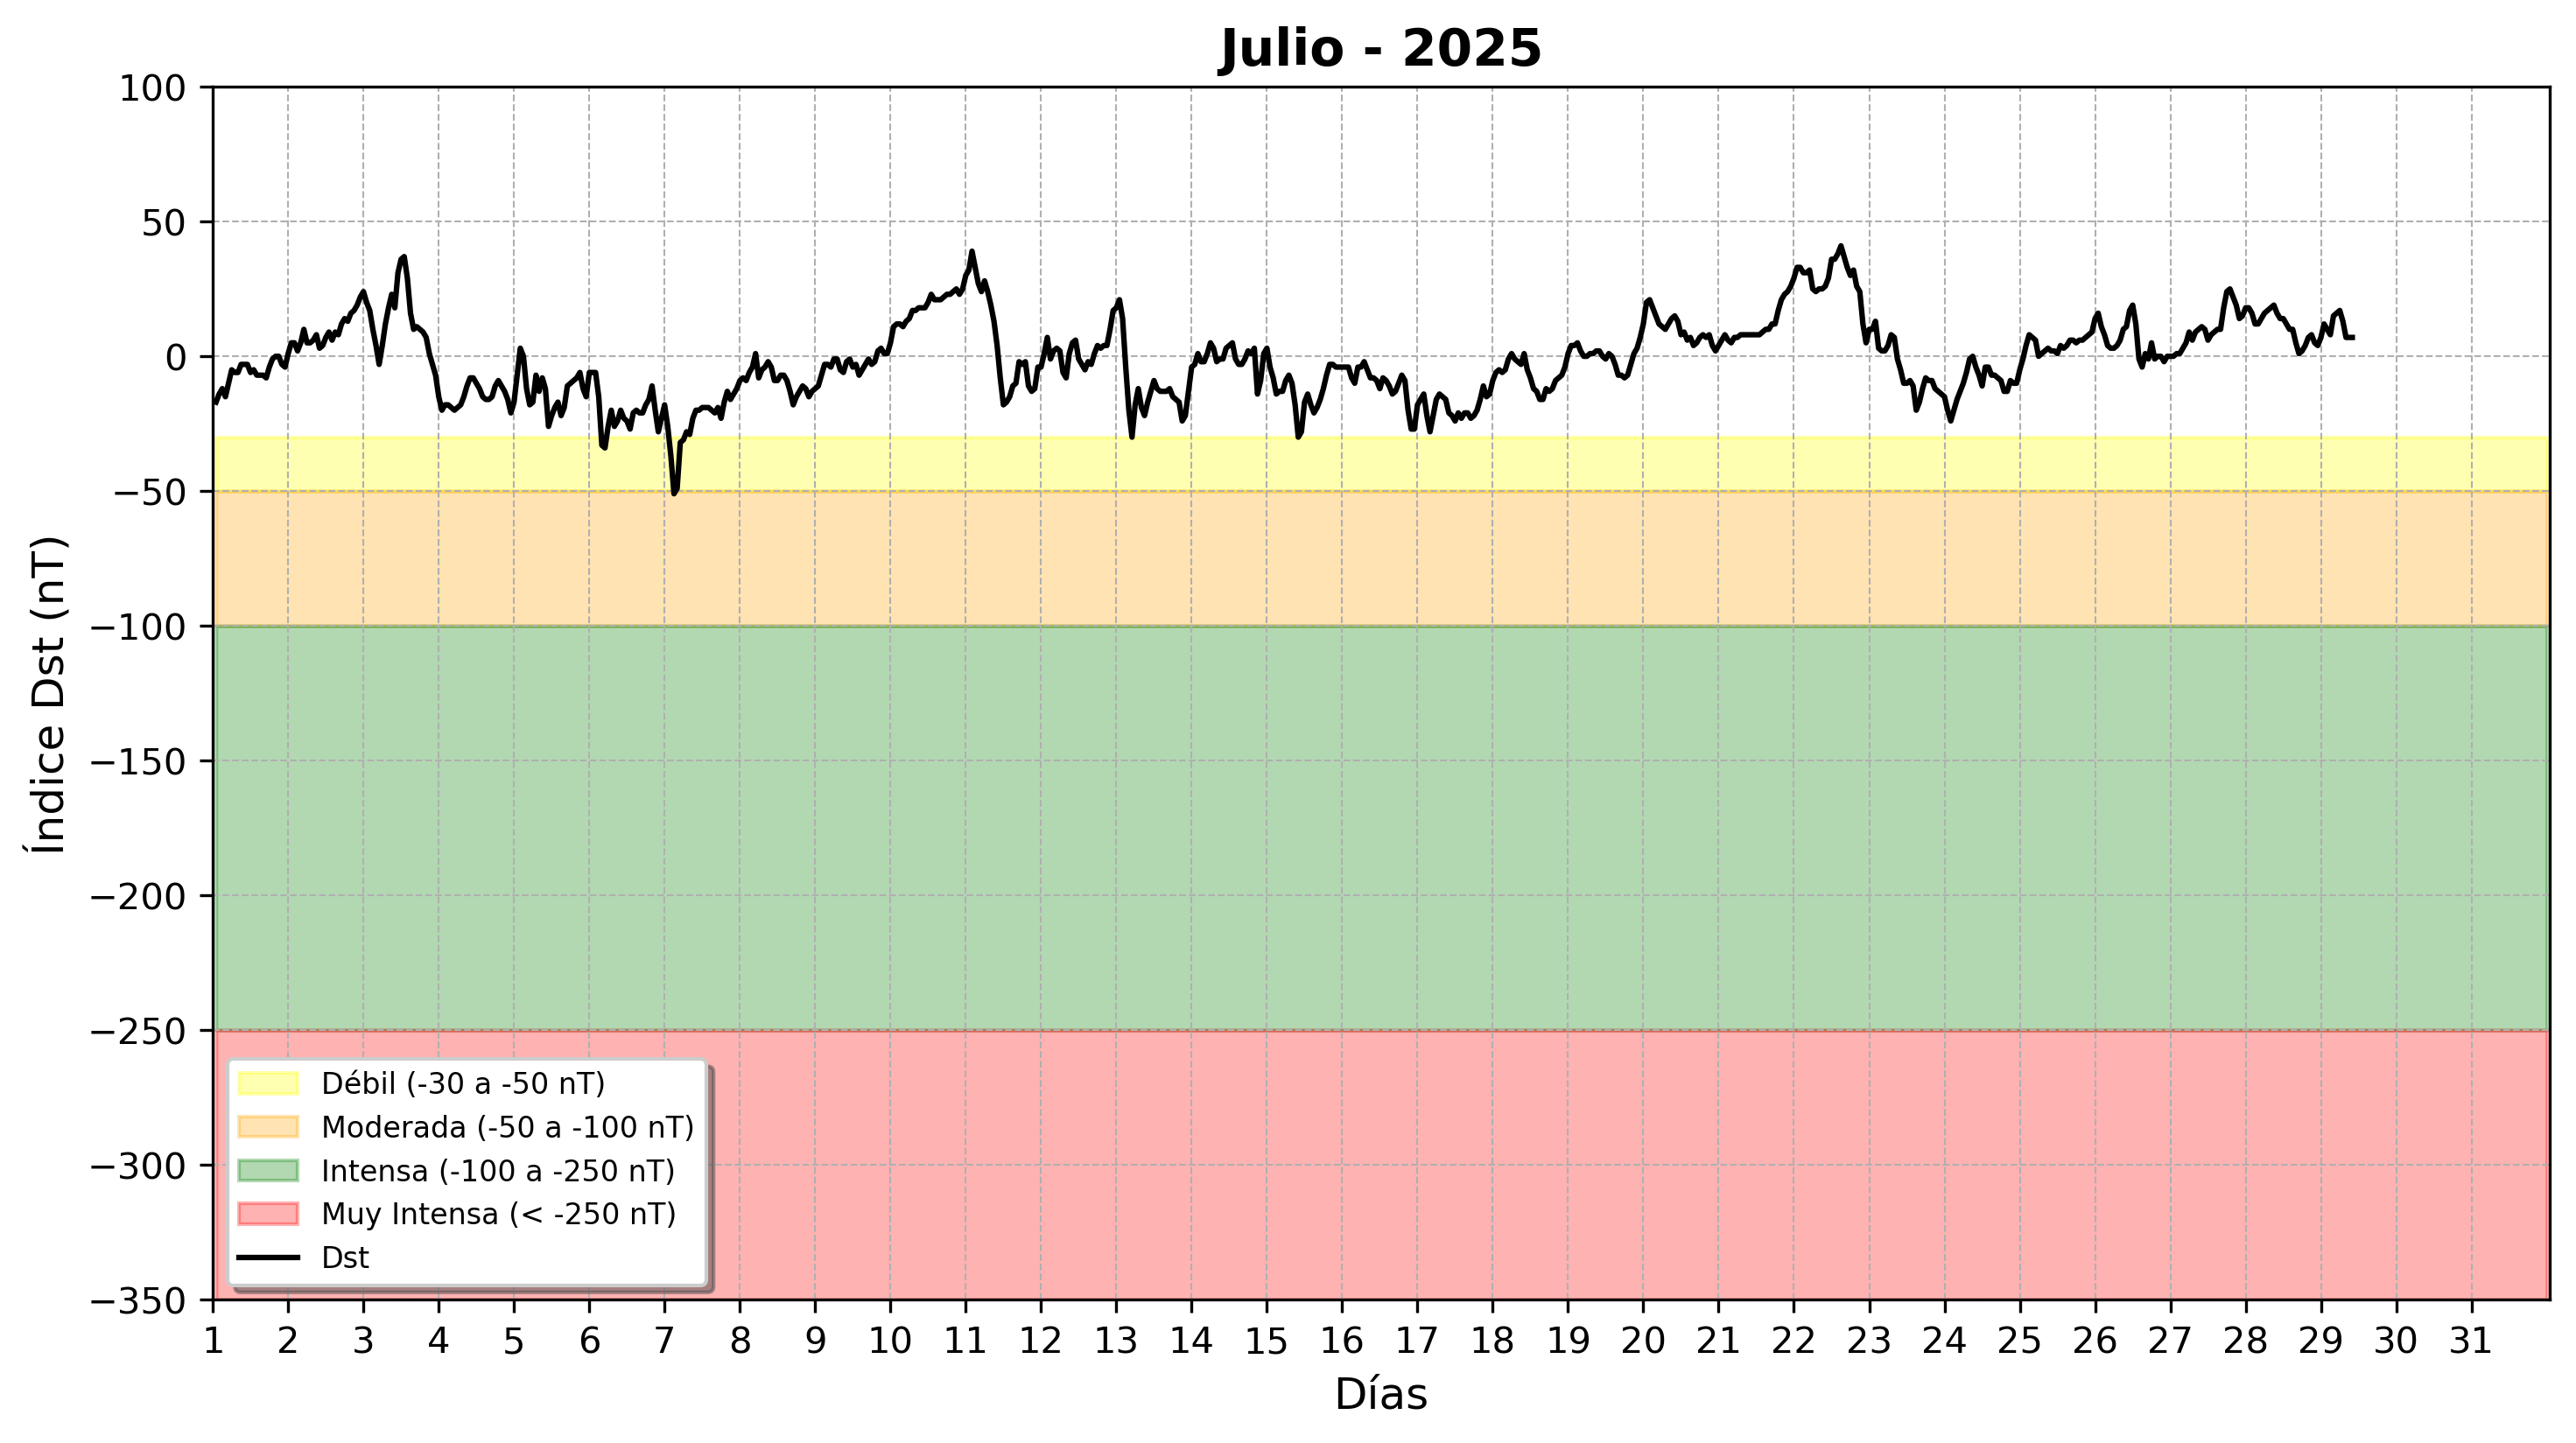 Julio - 2025
100
50
0
−50
−100
−150
−200
−250
−300
−350
Índice Dst (nT)
Débil (-30 a -50 nT)
Moderada (-50 a -100 nT)
Intensa (-100 a -250 nT)
Muy Intensa (< -250 nT)
Dst
1 2 3 4 5 6 7 8 9 10 11 12 13 14 15 16 17 18 19 20 21 22 23 24 25 26 27 28 29 30 31
Días